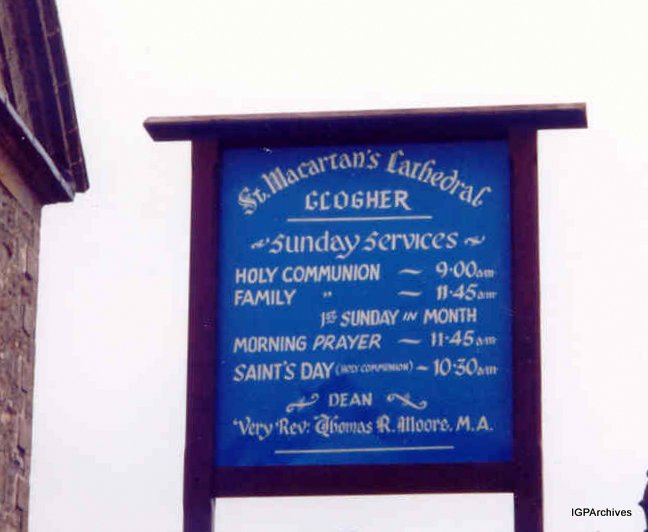 St. Macartan's Cathedral
CLOGHER
Sunday Services
HOLY COMMUNION ~ 9·00am
FAMILY " ~ 11·45am
1ST SUNDAY IN MONTH
MORNING PRAYER ~ 11·45am
SAINT'S DAY (HOLY COMMUNION) ~ 10·30am
DEAN
Very Rev: Thomas R. Moore, M.A.
IGPArchives